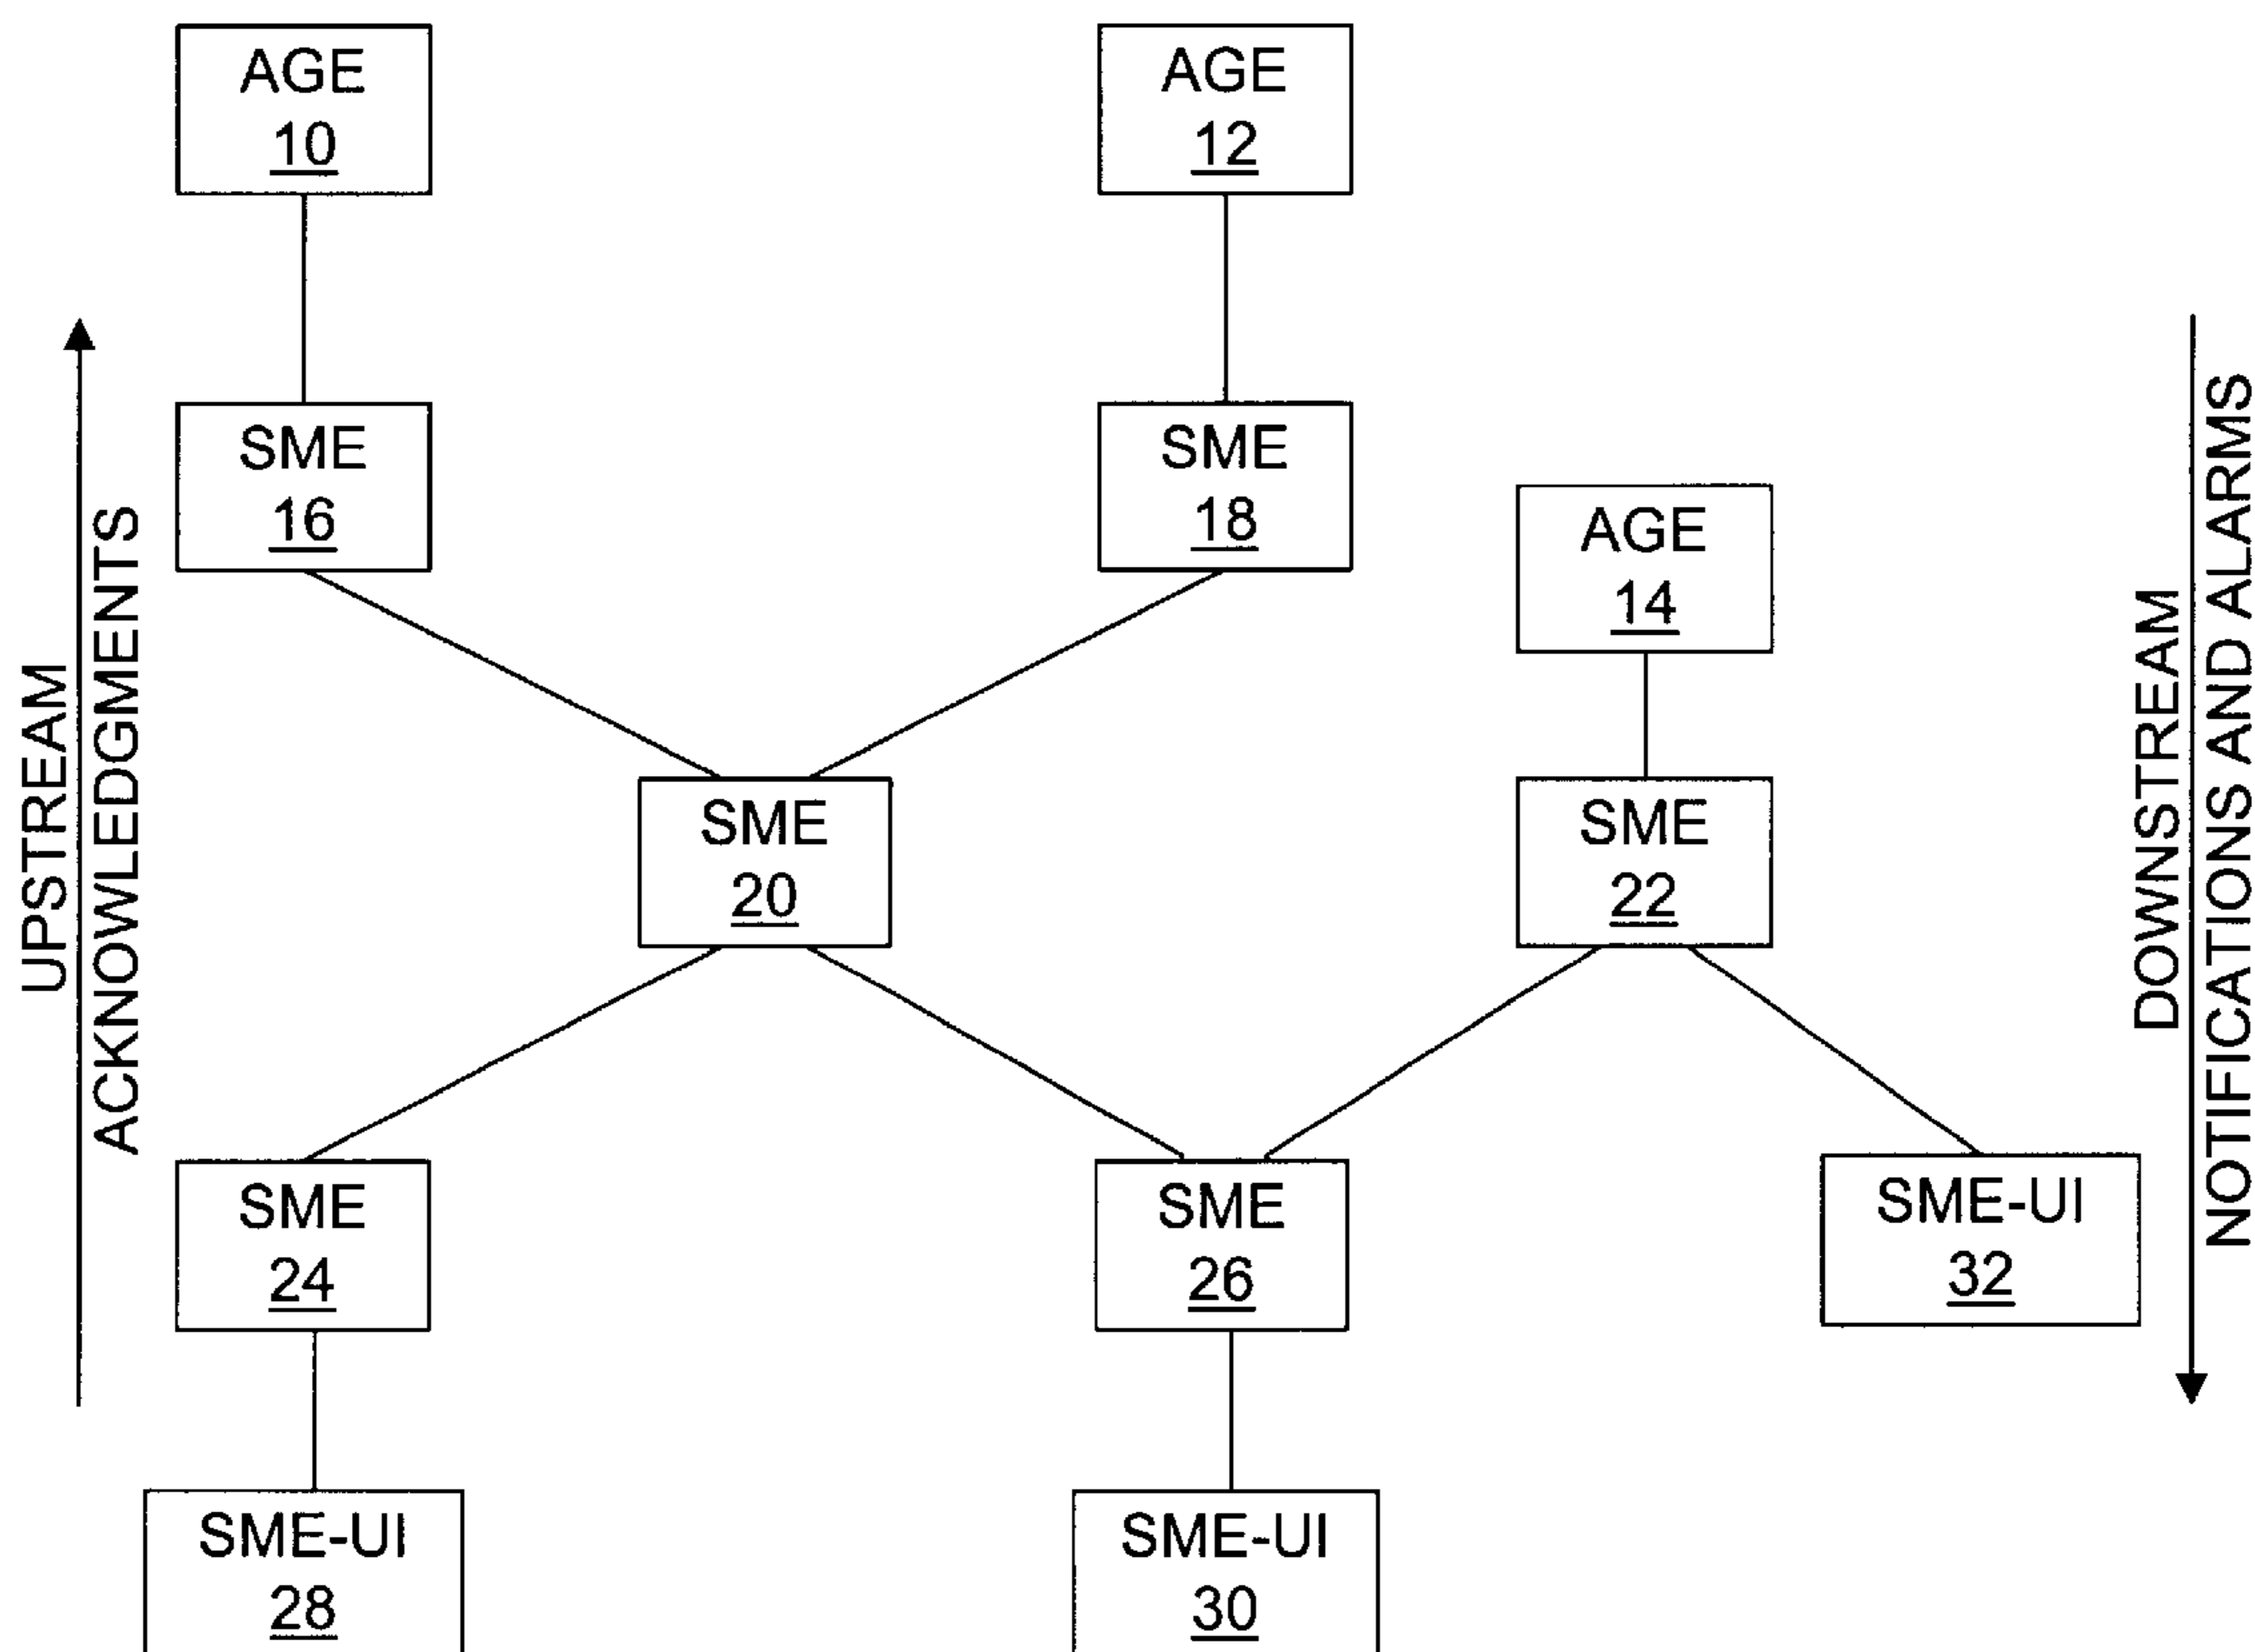 AGE
10
AGE
12
SME
16
SME
18
AGE
14
UPSTREAM
ACKNOWLEDGMENTS
DOWNSTREAM
NOTIFICATIONS AND ALARMS
SME
20
SME
22
SME
24
SME
26
SME-UI
32
SME-UI
28
SME-UI
30